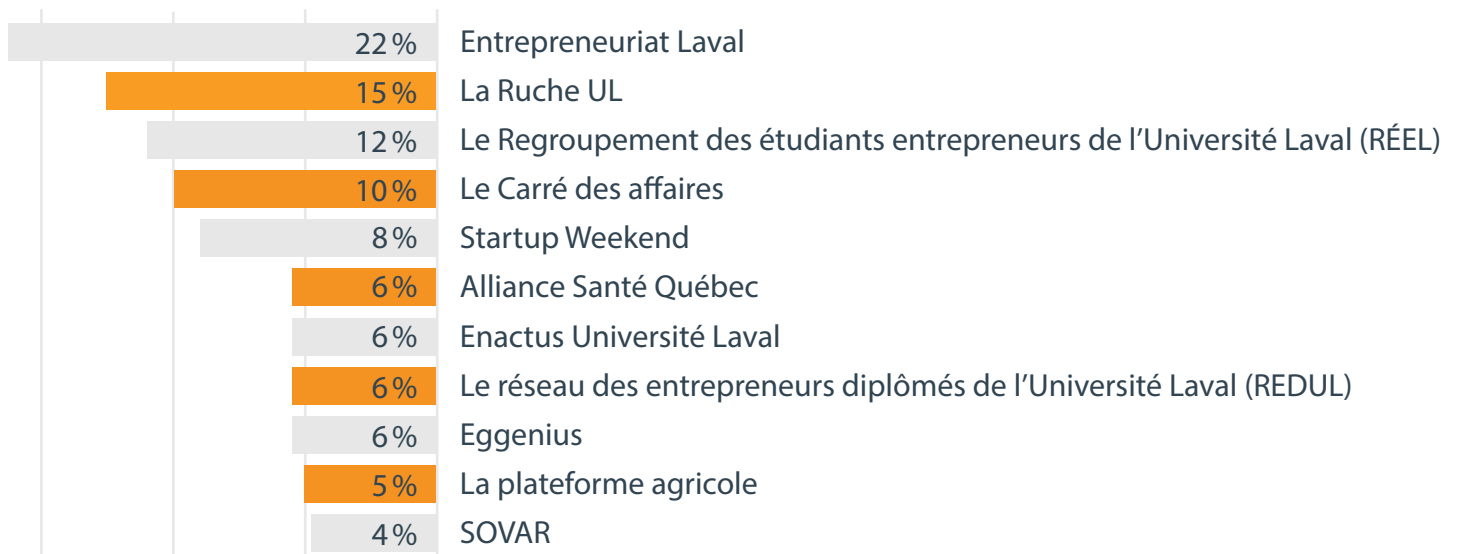 22 % Entrepreneuriat Laval
15 % La Ruche UL
12 % Le Regroupement des étudiants entrepreneurs de l’Université Laval (RÉEL)
10 % Le Carré des affaires
8 % Startup Weekend
6 % Alliance Santé Québec
6 % Enactus Université Laval
6 % Le réseau des entrepreneurs diplômés de l’Université Laval (REDUL)
6 % Eggenius
5 % La plateforme agricole
4 % SOVAR